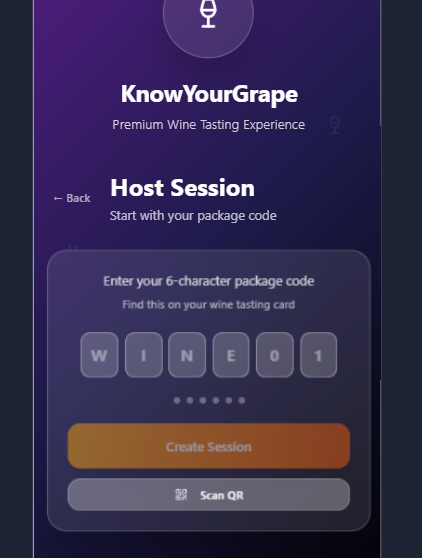 KnowYourGrape
Premium Wine Tasting Experience
← Back
Host Session
Start with your package code
Enter your 6-character package code
Find this on your wine tasting card
W I N E 0 1
Create Session
Scan QR